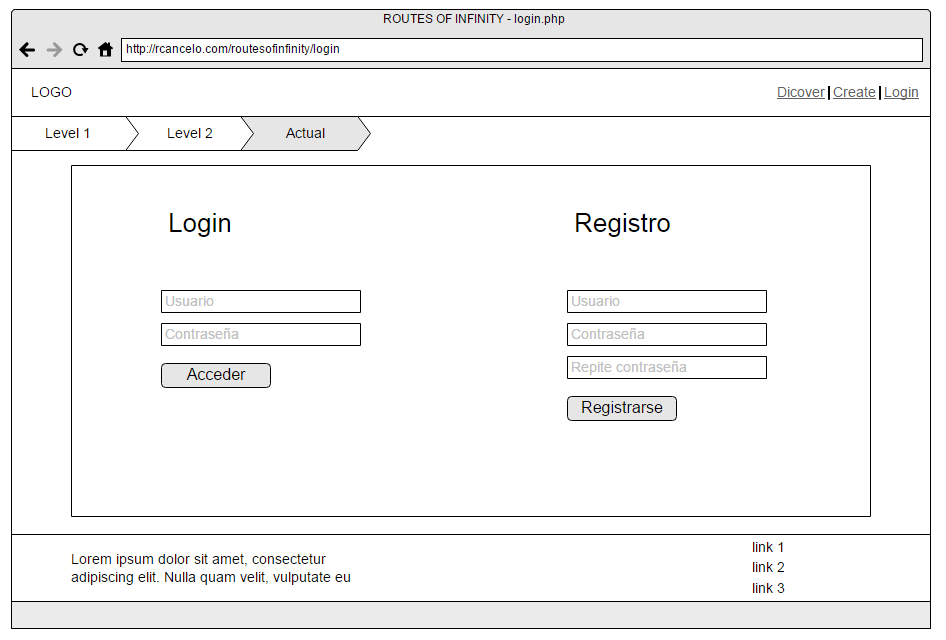 ROUTES OF INFINITY - login.php
http://rcancelo.com/routesofinfinity/login
LOGO
Dicover | Create | Login
Level 1
Level 2
Actual
Login
Usuario
Contraseña
Acceder
Registro
Usuario
Contraseña
Repite contraseña
Registrarse
Lorem ipsum dolor sit amet, consectetur
adipiscing elit. Nulla quam velit, vulputate eu
link 1
link 2
link 3